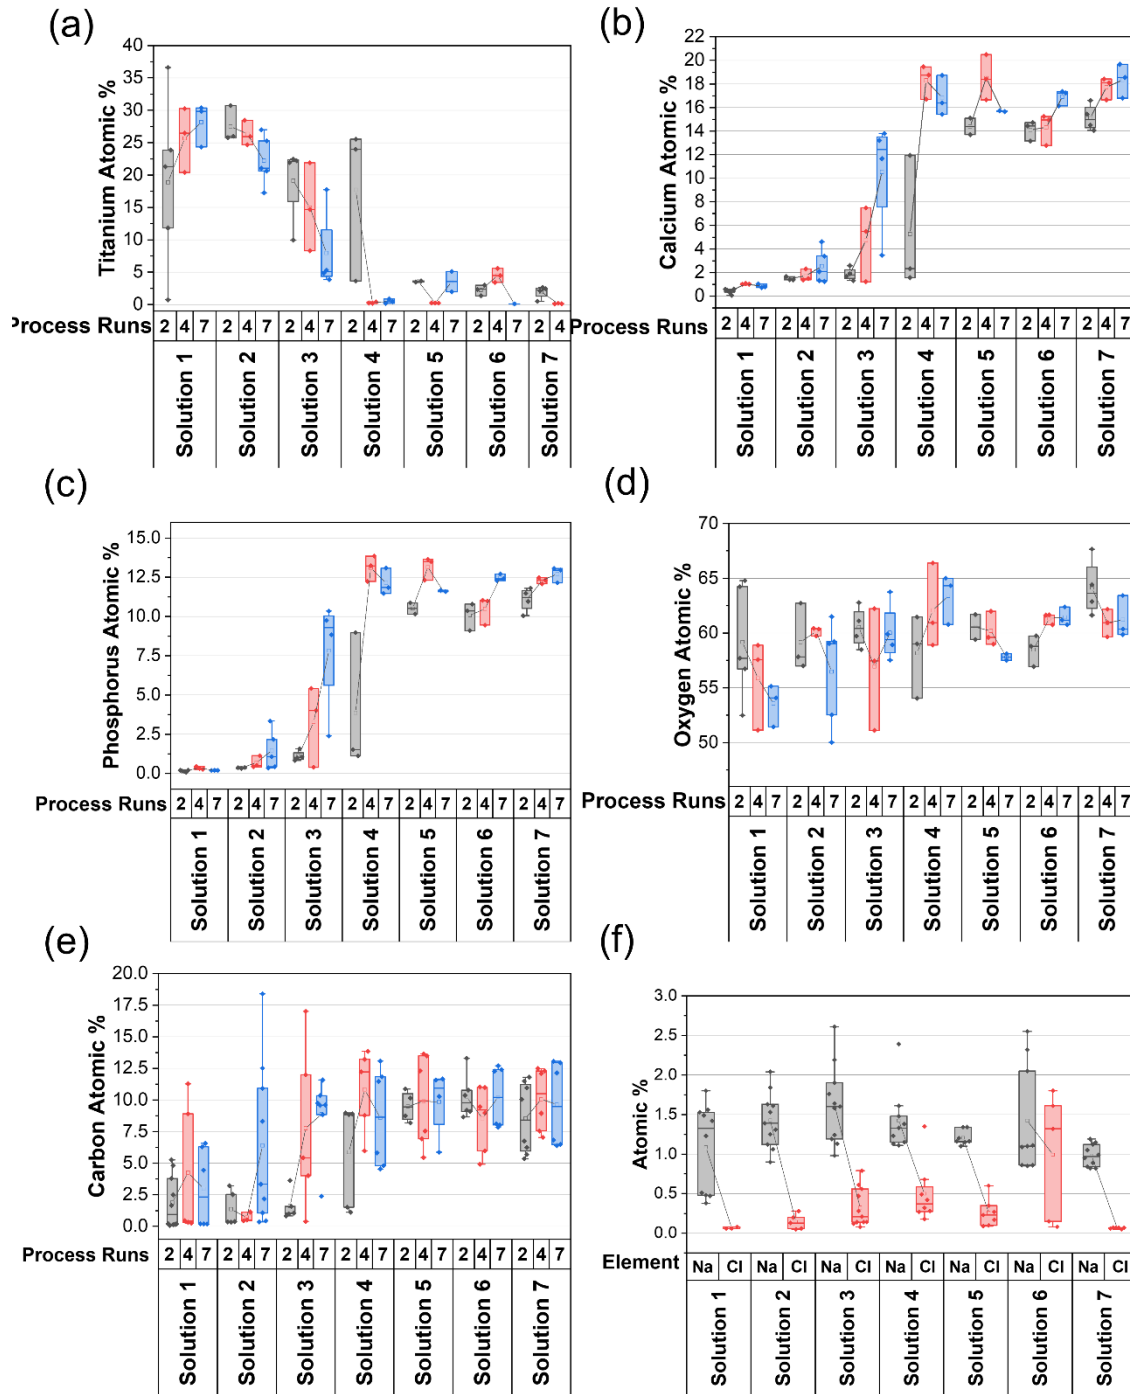 (a)
Titanium Atomic %
40
35
30
25
20
15
10
5
0
Process Runs 2 4 7 2 4 7 2 4 7 2 4 7 2 4 7 2 4 7 2 4
Solution 1 Solution 2 Solution 3 Solution 4 Solution 5 Solution 6 Solution 7
(b)
Calcium Atomic %
22
20
18
16
14
12
10
8
6
4
2
0
Process Runs 2 4 7 2 4 7 2 4 7 2 4 7 2 4 7 2 4 7 2 4 7
Solution 1 Solution 2 Solution 3 Solution 4 Solution 5 Solution 6 Solution 7
(c)
Phosphorus Atomic %
15.0
12.5
10.0
7.5
5.0
2.5
0.0
Process Runs 2 4 7 2 4 7 2 4 7 2 4 7 2 4 7 2 4 7 2 4 7
Solution 1 Solution 2 Solution 3 Solution 4 Solution 5 Solution 6 Solution 7
(d)
Oxygen Atomic %
70
65
60
55
50
Process Runs 2 4 7 2 4 7 2 4 7 2 4 7 2 4 7 2 4 7 2 4 7
Solution 1 Solution 2 Solution 3 Solution 4 Solution 5 Solution 6 Solution 7
(e)
Carbon Atomic %
20.0
17.5
15.0
12.5
10.0
7.5
5.0
2.5
0.0
Process Runs 2 4 7 2 4 7 2 4 7 2 4 7 2 4 7 2 4 7 2 4 7
Solution 1 Solution 2 Solution 3 Solution 4 Solution 5 Solution 6 Solution 7
(f)
Atomic %
3.0
2.5
2.0
1.5
1.0
0.5
0.0
Element Na Cl Na Cl Na Cl Na Cl Na Cl Na Cl Na Cl
Solution 1 Solution 2 Solution 3 Solution 4 Solution 5 Solution 6 Solution 7